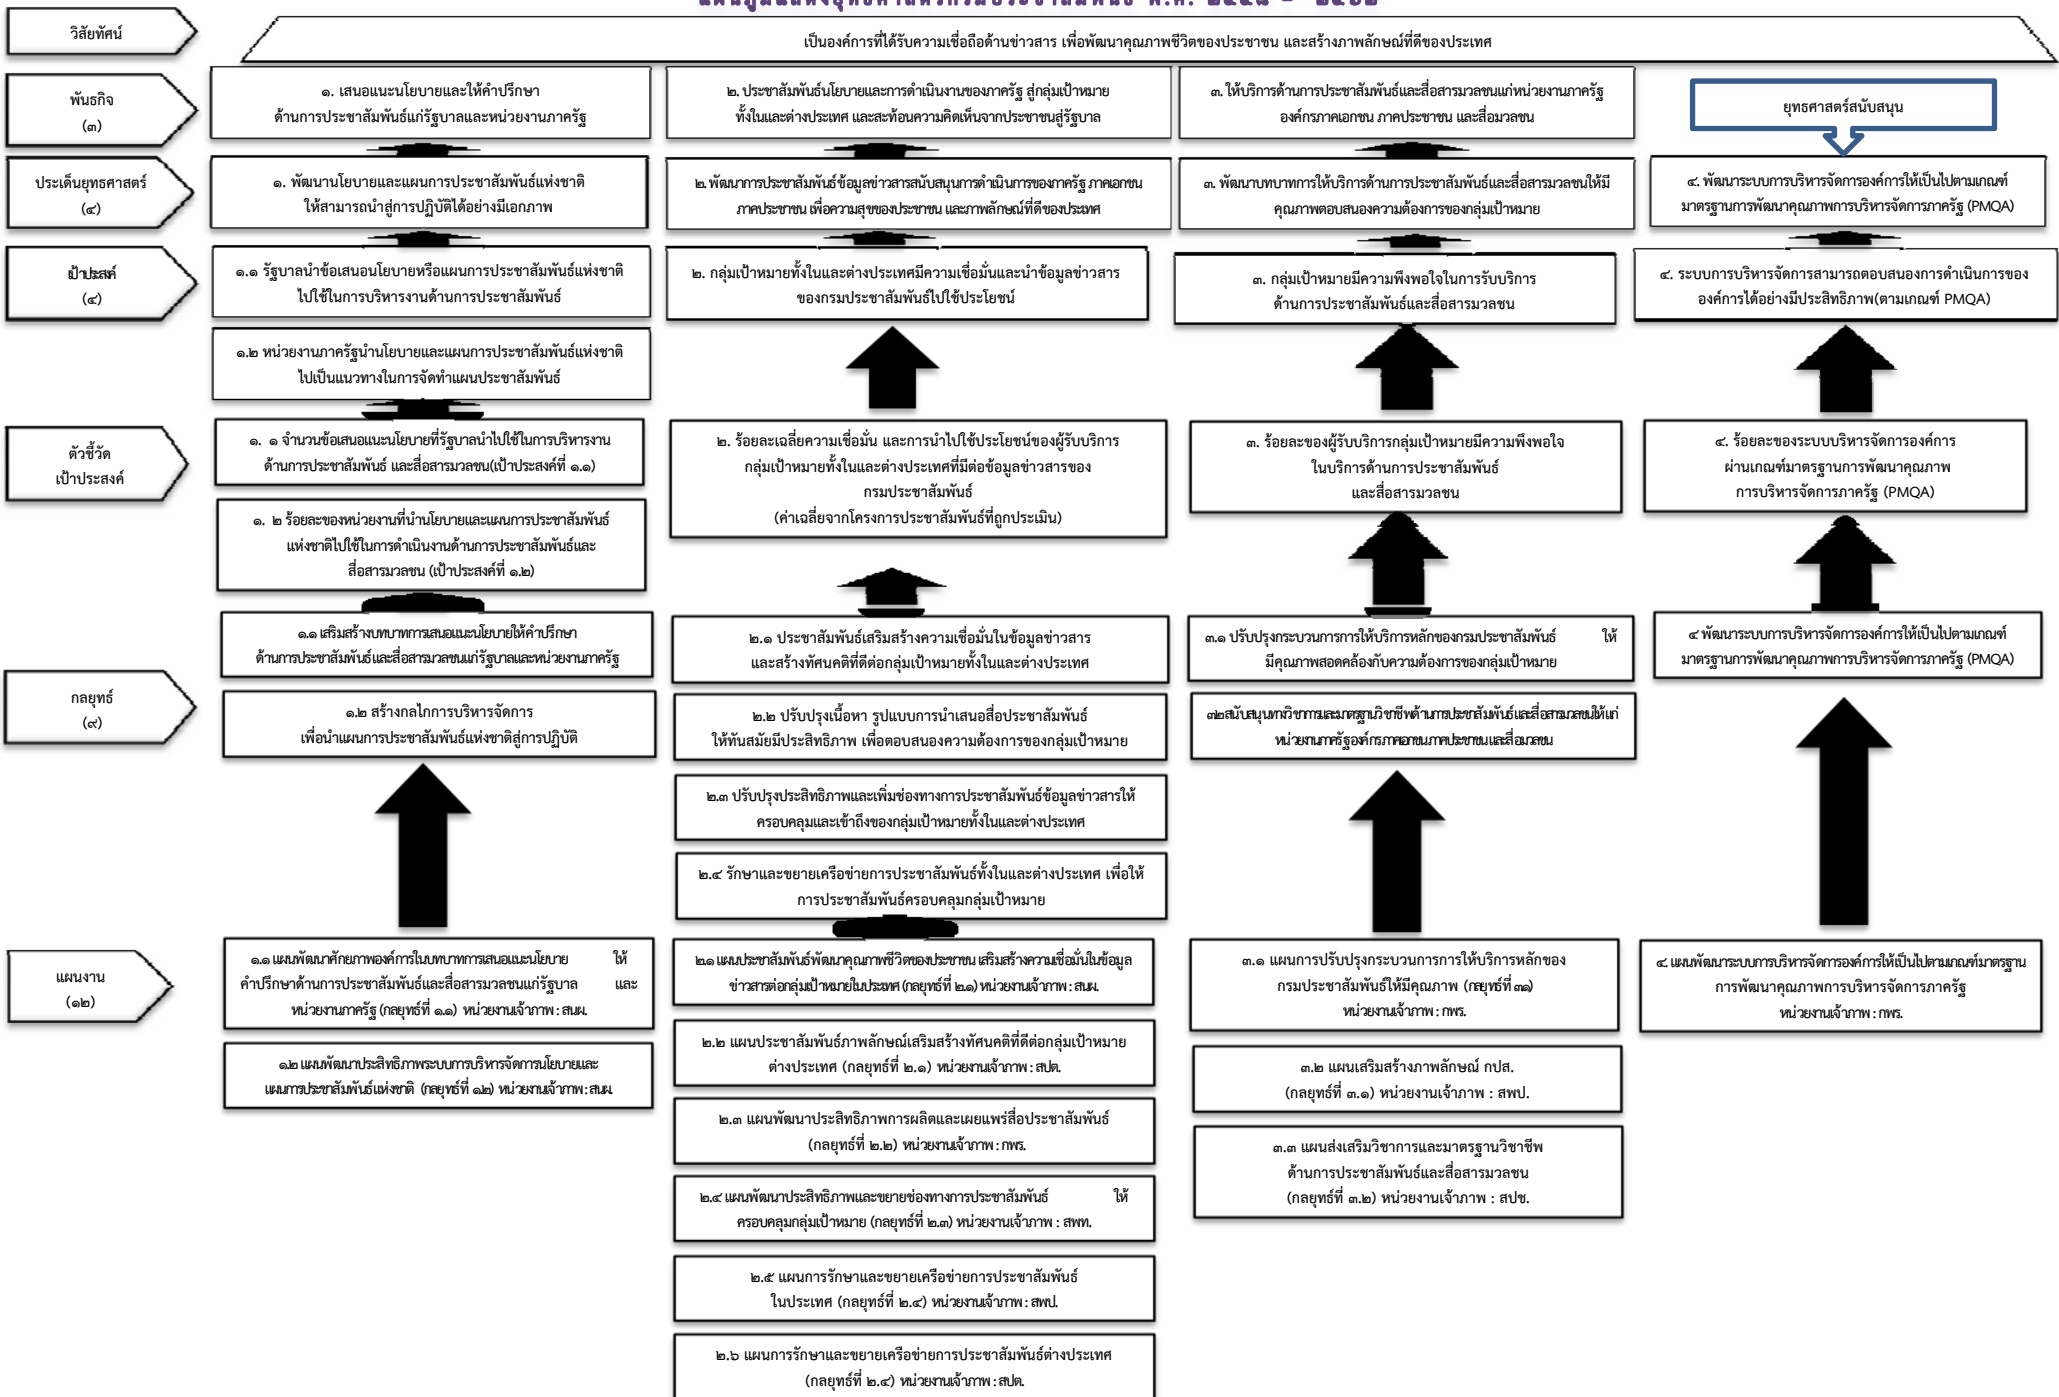 แผนภูมิแสดงยุทธศาสตร์กรมประชาสัมพันธ์ พ.ศ. ๒๕๕๘ – ๒๕๖๒
วิสัยทัศน์
เป็นองค์การที่ได้รับความเชื่อถือด้านข่าวสาร เพื่อพัฒนาคุณภาพชีวิตของประชาชน และสร้างภาพลักษณ์ที่ดีของประเทศ
พันธกิจ
(๓)
๑. เสนอแนะนโยบายและให้คำปรึกษา
ด้านการประชาสัมพันธ์แก่รัฐบาลและหน่วยงานภาครัฐ
๒. ประชาสัมพันธ์นโยบายและการดำเนินงานของภาครัฐ สู่กลุ่มเป้าหมาย
ทั้งในและต่างประเทศ และสะท้อนความคิดเห็นจากประชาชนสู่รัฐบาล
๓. ให้บริการด้านการประชาสัมพันธ์และสื่อสารมวลชนแก่หน่วยงานภาครัฐ
องค์กรภาคเอกชน ภาคประชาชน และสื่อมวลชน
ยุทธศาสตร์สนับสนุน
ประเด็นยุทธศาสตร์
(๔)
๑. พัฒนานโยบายและแผนการประชาสัมพันธ์แห่งชาติ
ให้สามารถนำสู่การปฏิบัติได้อย่างมีเอกภาพ
๒. พัฒนาการประชาสัมพันธ์ข้อมูลข่าวสารสนับสนุนการดำเนินการของภาครัฐ ภาคเอกชน
ภาคประชาชน เพื่อความสุขของประชาชน และภาพลักษณ์ที่ดีของประเทศ
๓. พัฒนาบทบาทการให้บริการด้านการประชาสัมพันธ์และสื่อสารมวลชนให้มี
คุณภาพตอบสนองความต้องการของกลุ่มเป้าหมาย
๔. พัฒนาระบบการบริหารจัดการองค์การให้เป็นไปตามเกณฑ์
มาตรฐานการพัฒนาคุณภาพการบริหารจัดการภาครัฐ (PMQA)
เป้าประสงค์
(๔)
๑.๑ รัฐบาลนำข้อเสนอนโยบายหรือแผนการประชาสัมพันธ์แห่งชาติ
ไปใช้ในการบริหารงานด้านการประชาสัมพันธ์
๑.๒ หน่วยงานภาครัฐนำนโยบายและแผนการประชาสัมพันธ์แห่งชาติ
ไปเป็นแนวทางในการจัดทำแผนประชาสัมพันธ์
๒. กลุ่มเป้าหมายทั้งในและต่างประเทศมีความเชื่อมั่นและนำข้อมูลข่าวสาร
ของกรมประชาสัมพันธ์ไปใช้ประโยชน์
๓. กลุ่มเป้าหมายมีความพึงพอใจในการรับบริการ
ด้านการประชาสัมพันธ์และสื่อสารมวลชน
๔. ระบบการบริหารจัดการสามารถตอบสนองการดำเนินการของ
องค์การได้อย่างมีประสิทธิภาพ(ตามเกณฑ์ PMQA)
ตัวชี้วัด
เป้าประสงค์
๑. ๑ จำนวนข้อเสนอแนะนโยบายที่รัฐบาลนำไปใช้ในการบริหารงาน
ด้านการประชาสัมพันธ์ และสื่อสารมวลชน(เป้าประสงค์ที่ ๑.๑)
๑. ๒ ร้อยละของหน่วยงานที่นำนโยบายและแผนการประชาสัมพันธ์
แห่งชาติไปใช้ในการดำเนินงานด้านการประชาสัมพันธ์และ
สื่อสารมวลชน (เป้าประสงค์ที่ ๑.๒)
๒. ร้อยละเฉลี่ยความเชื่อมั่น และการนำไปใช้ประโยชน์ของผู้รับบริการ
กลุ่มเป้าหมายทั้งในและต่างประเทศที่มีต่อข้อมูลข่าวสารของ
กรมประชาสัมพันธ์
(ค่าเฉลี่ยจากโครงการประชาสัมพันธ์ที่ถูกประเมิน)
๓. ร้อยละของผู้รับบริการกลุ่มเป้าหมายมีความพึงพอใจ
ในบริการด้านการประชาสัมพันธ์
และสื่อสารมวลชน
๔. ร้อยละของระบบบริหารจัดการองค์การ
ผ่านเกณฑ์มาตรฐานการพัฒนาคุณภาพ
การบริหารจัดการภาครัฐ (PMQA)
กลยุทธ์
(๙)
๑.๑ เสริมสร้างบทบาทการเสนอแนะนโยบายให้คำปรึกษา
ด้านการประชาสัมพันธ์และสื่อสารมวลชนแก่รัฐบาลและหน่วยงานภาครัฐ
๑.๒ สร้างกลไกการบริหารจัดการ
เพื่อนำแผนการประชาสัมพันธ์แห่งชาติสู่การปฏิบัติ
๒.๑ ประชาสัมพันธ์เสริมสร้างความเชื่อมั่นในข้อมูลข่าวสาร
และสร้างทัศนคติที่ดีต่อกลุ่มเป้าหมายทั้งในและต่างประเทศ
๒.๒ ปรับปรุงเนื้อหา รูปแบบการนำเสนอสื่อประชาสัมพันธ์
ให้ทันสมัยมีประสิทธิภาพ เพื่อตอบสนองความต้องการของกลุ่มเป้าหมาย
๒.๓ ปรับปรุงประสิทธิภาพและเพิ่มช่องทางการประชาสัมพันธ์ข้อมูลข่าวสารให้
ครอบคลุมและเข้าถึงของกลุ่มเป้าหมายทั้งในและต่างประเทศ
๒.๔ รักษาและขยายเครือข่ายการประชาสัมพันธ์ทั้งในและต่างประเทศ เพื่อให้
การประชาสัมพันธ์ครอบคลุมกลุ่มเป้าหมาย
๓.๑ ปรับปรุงกระบวนการการให้บริการหลักของกรมประชาสัมพันธ์ ให้
มีคุณภาพสอดคล้องกับความต้องการของกลุ่มเป้าหมาย
๓.๒ สนับสนุนทางวิชาการและมาตรฐานวิชาชีพด้านการประชาสัมพันธ์และสื่อสารมวลชนให้แก่
หน่วยงานภาครัฐ องค์กรภาคเอกชน ภาคประชาชน และสื่อมวลชน
๔ พัฒนาระบบการบริหารจัดการองค์การให้เป็นไปตามเกณฑ์
มาตรฐานการพัฒนาคุณภาพการบริหารจัดการภาครัฐ (PMQA)
แผนงาน
(๑๒)
๑.๑ แผนพัฒนาศักยภาพองค์การในบทบาทการเสนอแนะนโยบาย ให้
คำปรึกษาด้านการประชาสัมพันธ์และสื่อสารมวลชนแก่รัฐบาล และ
หน่วยงานภาครัฐ (กลยุทธ์ที่ ๑.๑) หน่วยงานเจ้าภาพ : สนผ.
๑.๒ แผนพัฒนาประสิทธิภาพระบบการบริหารจัดการนโยบายและ
แผนการประชาสัมพันธ์แห่งชาติ (กลยุทธ์ที่ ๑.๒) หน่วยงานเจ้าภาพ : สนผ.
๒.๑ แผนประชาสัมพันธ์พัฒนาคุณภาพชีวิตของประชาชน เสริมสร้างความเชื่อมั่นในข้อมูล
ข่าวสารต่อกลุ่มเป้าหมายในประเทศ (กลยุทธ์ที่ ๒.๑) หน่วยงานเจ้าภาพ : สนผ.
๒.๒ แผนประชาสัมพันธ์ภาพลักษณ์เสริมสร้างทัศนคติที่ดีต่อกลุ่มเป้าหมาย
ต่างประเทศ (กลยุทธ์ที่ ๒.๑) หน่วยงานเจ้าภาพ : สปต.
๒.๓ แผนพัฒนาประสิทธิภาพการผลิตและเผยแพร่สื่อประชาสัมพันธ์
(กลยุทธ์ที่ ๒.๒) หน่วยงานเจ้าภาพ : กพร.
๒.๔ แผนพัฒนาประสิทธิภาพและขยายช่องทางการประชาสัมพันธ์ ให้
ครอบคลุมกลุ่มเป้าหมาย (กลยุทธ์ที่ ๒.๓) หน่วยงานเจ้าภาพ : สพท.
๒.๕ แผนการรักษาและขยายเครือข่ายการประชาสัมพันธ์
ในประเทศ (กลยุทธ์ที่ ๒.๔) หน่วยงานเจ้าภาพ : สพป.
๒.๖ แผนการรักษาและขยายเครือข่ายการประชาสัมพันธ์ต่างประเทศ
(กลยุทธ์ที่ ๒.๔) หน่วยงานเจ้าภาพ : สปต.
๓.๑ แผนการปรับปรุงกระบวนการการให้บริการหลักของ
กรมประชาสัมพันธ์ให้มีคุณภาพ (กลยุทธ์ที่ ๓.๑)
หน่วยงานเจ้าภาพ : กพร.
๓.๒ แผนเสริมสร้างภาพลักษณ์ กปส.
(กลยุทธ์ที่ ๓.๑) หน่วยงานเจ้าภาพ : สพป.
๓.๓ แผนส่งเสริมวิชาการและมาตรฐานวิชาชีพ
ด้านการประชาสัมพันธ์และสื่อสารมวลชน
(กลยุทธ์ที่ ๓.๒) หน่วยงานเจ้าภาพ : สปช.
๔. แผนพัฒนาระบบการบริหารจัดการองค์การให้เป็นไปตามเกณฑ์มาตรฐาน
การพัฒนาคุณภาพการบริหารจัดการภาครัฐ
หน่วยงานเจ้าภาพ : กพร.